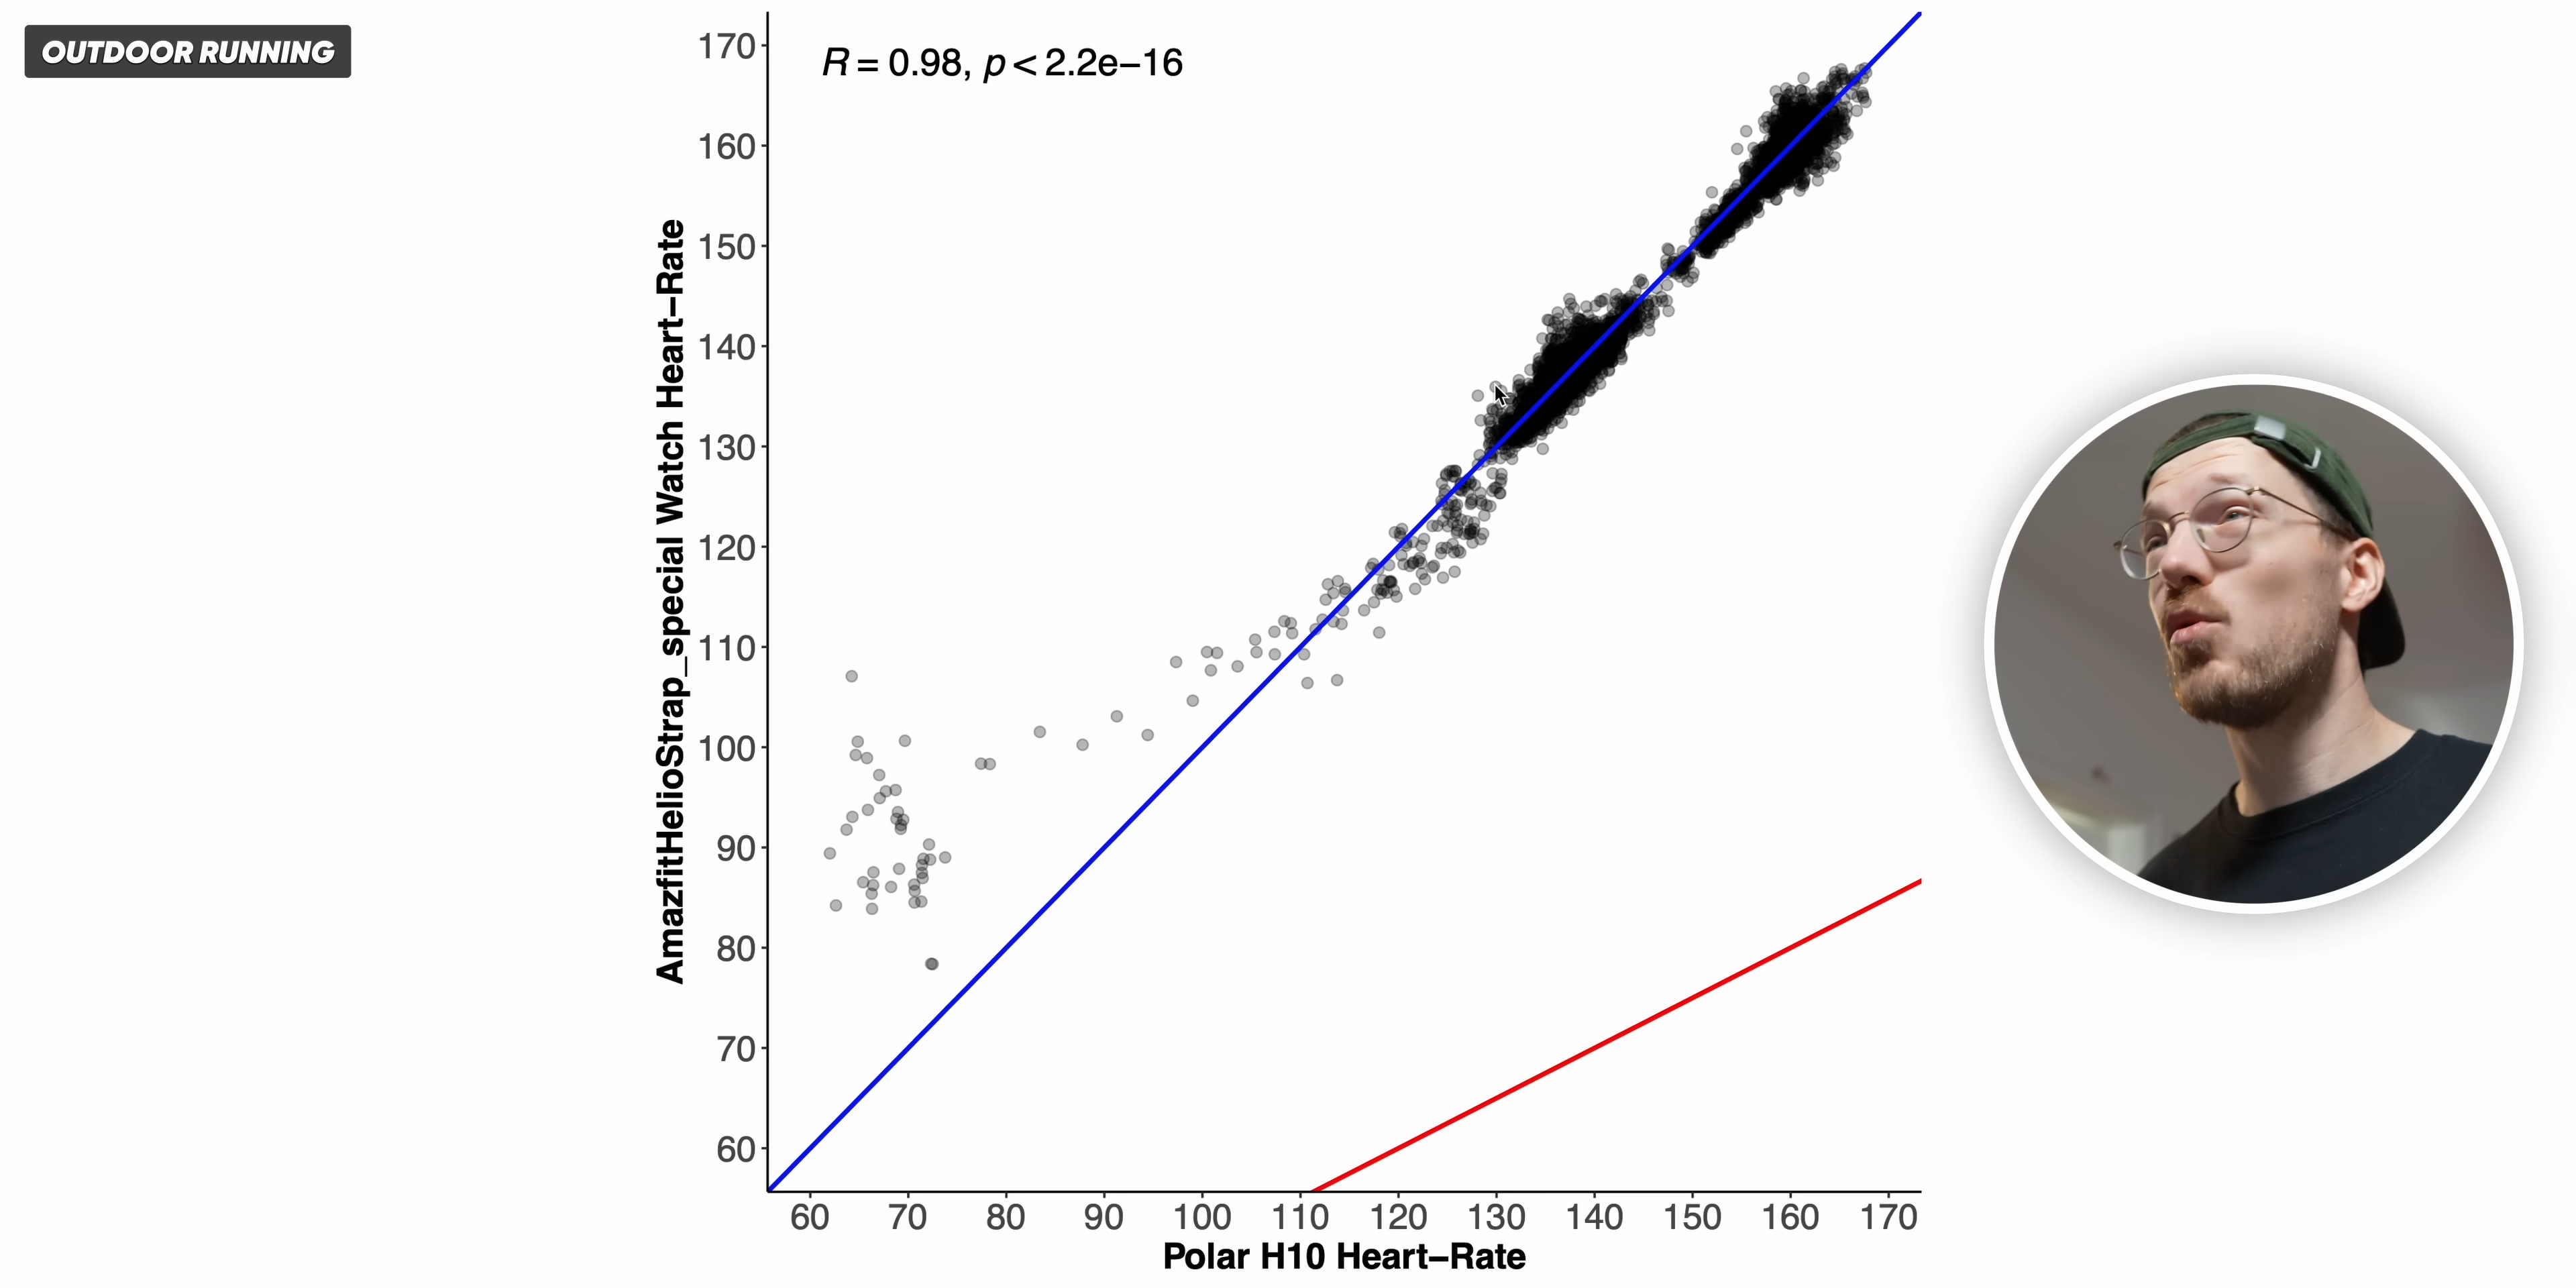 OUTDOOR RUNNING
R = 0.98, p < 2.2e−16
AmazfitHelioStrap_special Watch Heart−Rate
170
160
150
140
130
120
110
100
90
80
70
60
60 70 80 90 100 110 120 130 140 150 160 170
Polar H10 Heart−Rate